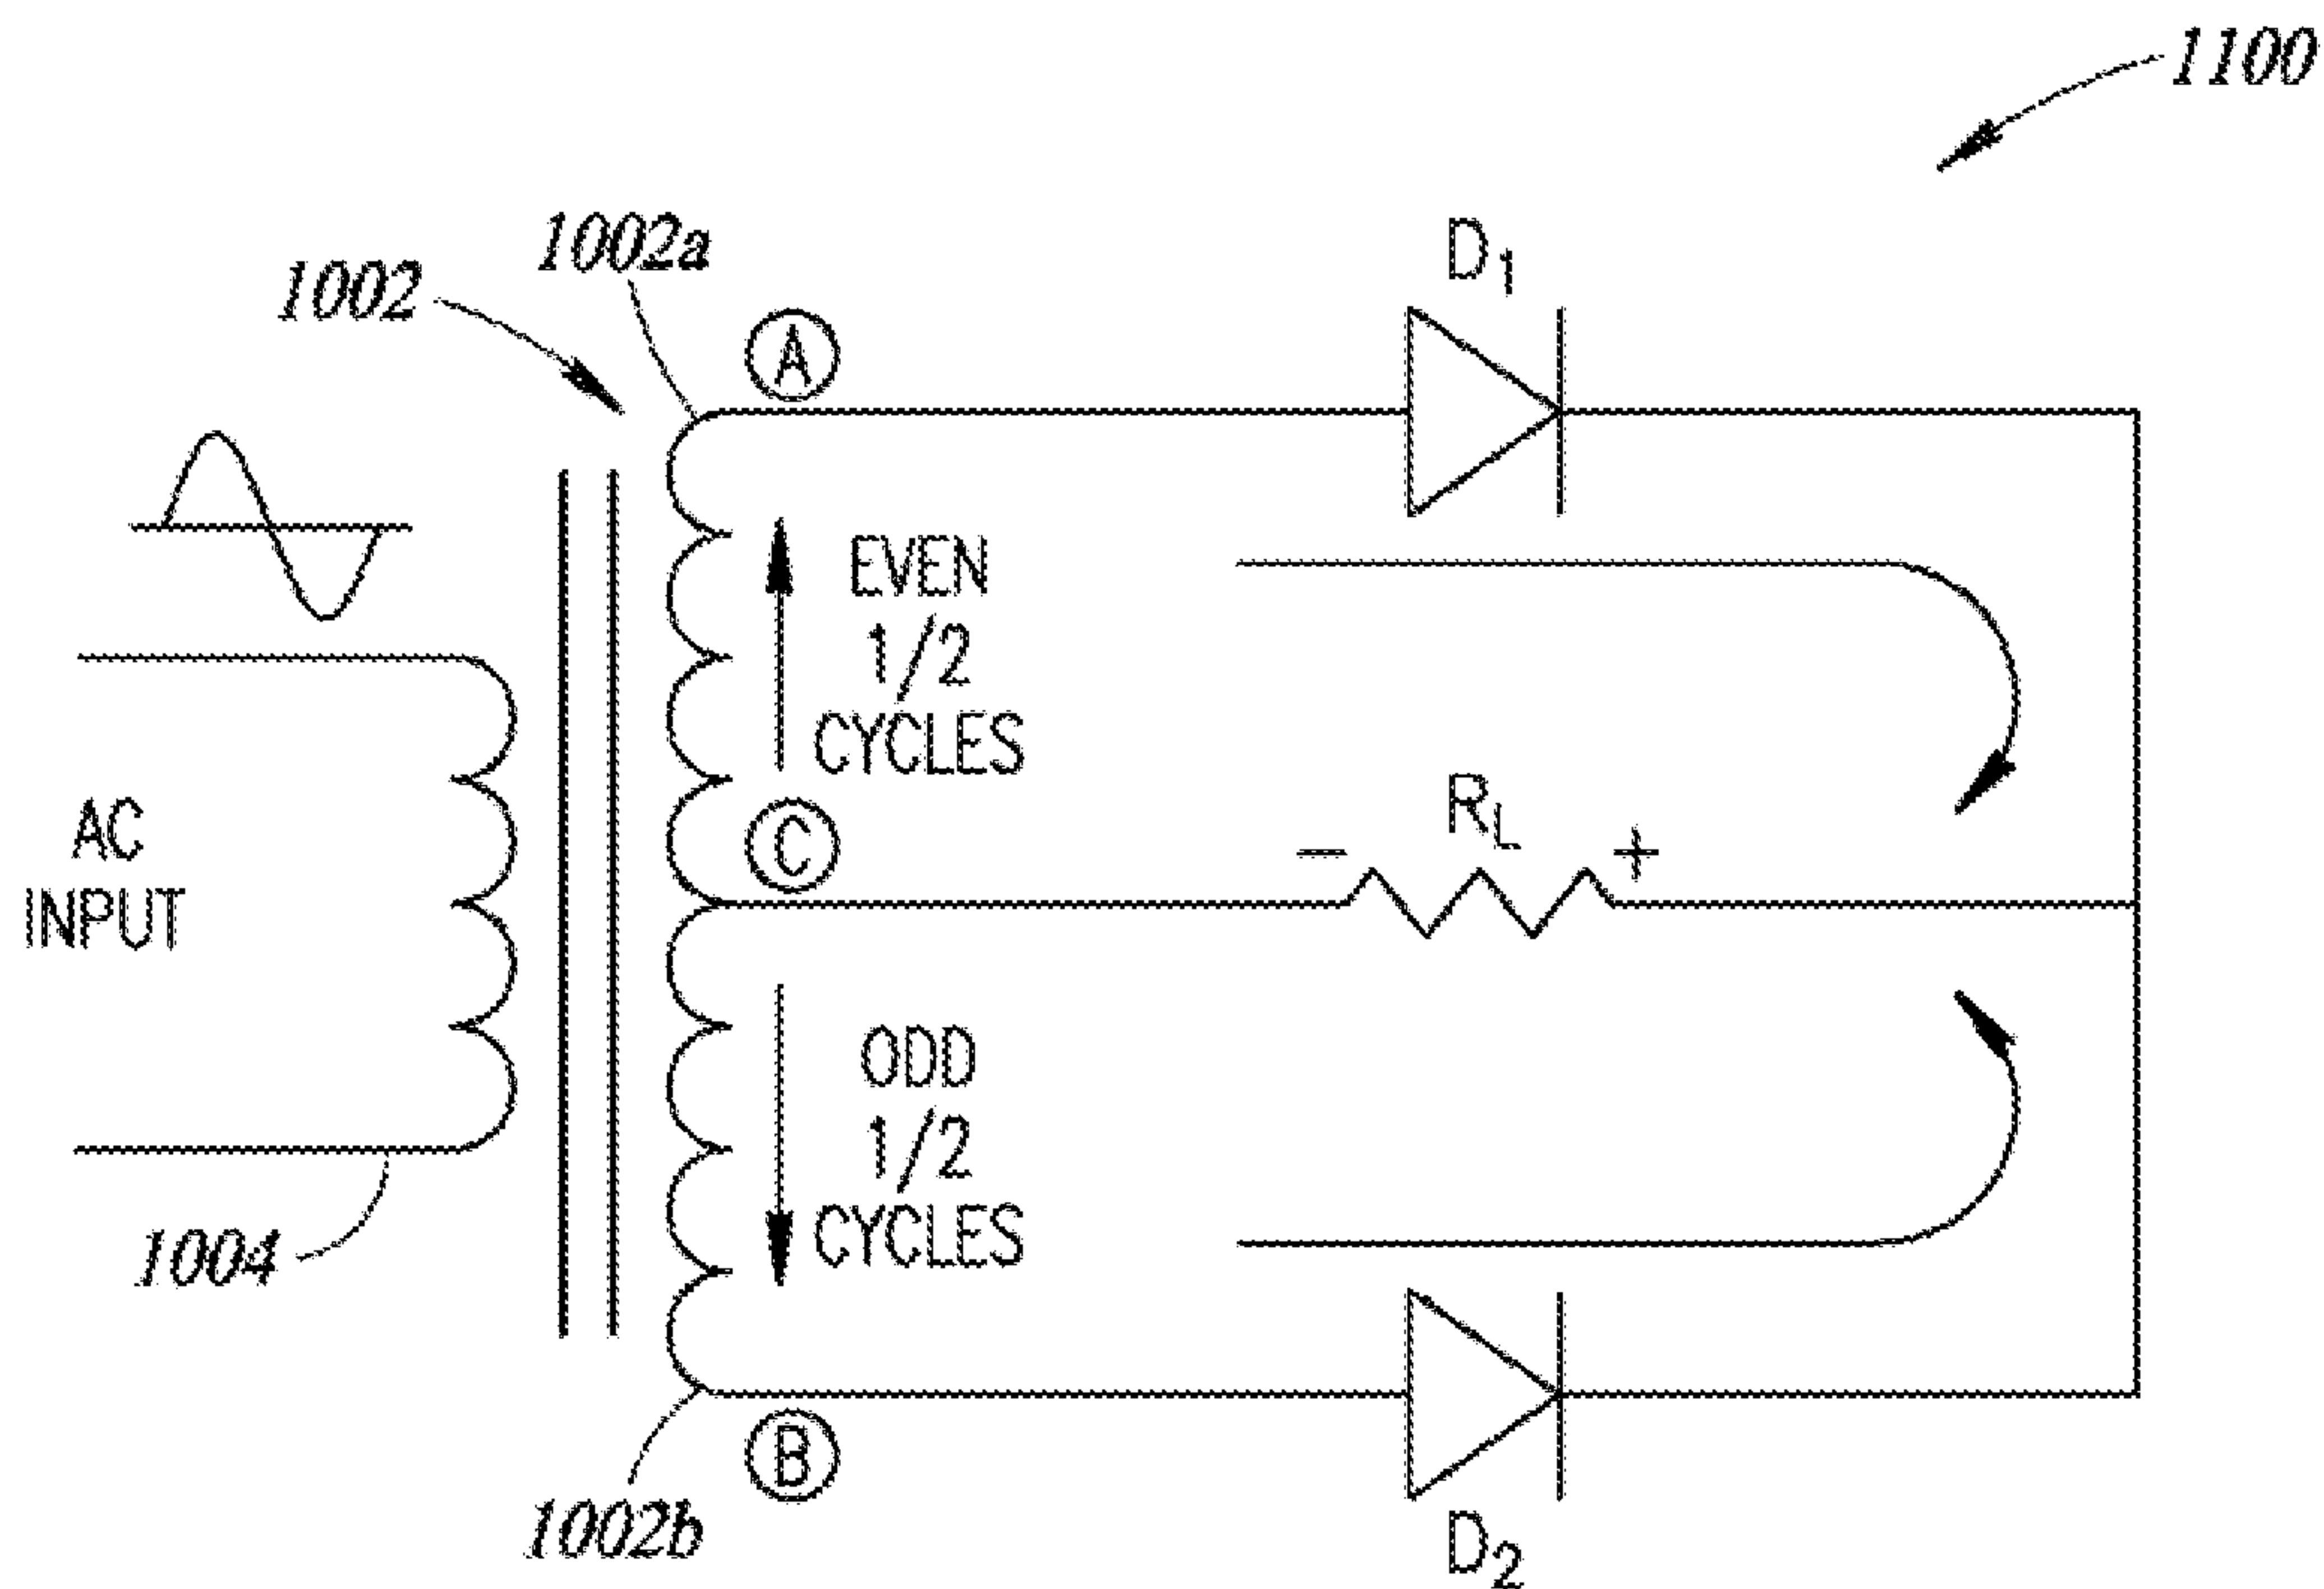 1100
1002a
1002
D1
A
EVEN
1/2
CYCLES
RL
- +
C
AC
INPUT
ODD
1/2
CYCLES
1004
B
1002b
D2